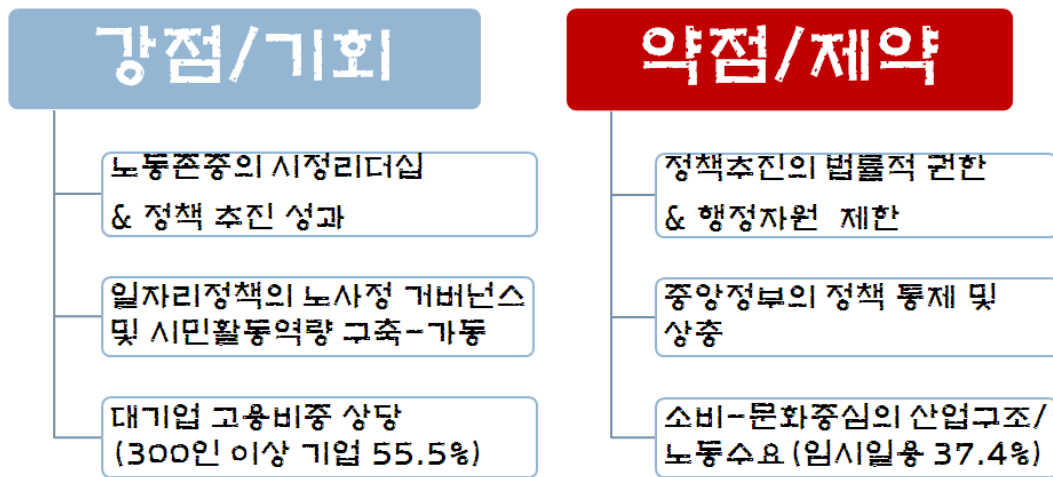 강점/기회
노동존중의 시정리더십
& 정책 추진 성과
일자리정책의 노사정 거버넌스
및 시민활동역량 구축-가동
대기업 고용비중 상당
(300인 이상 기업 55.5%)
약점/제약
정책추진의 법률적 권한
& 행정자원 제한
중앙정부의 정책 통제 및
상충
소비-문화중심의 산업구조/
노동수요(임시일용 37.4%)